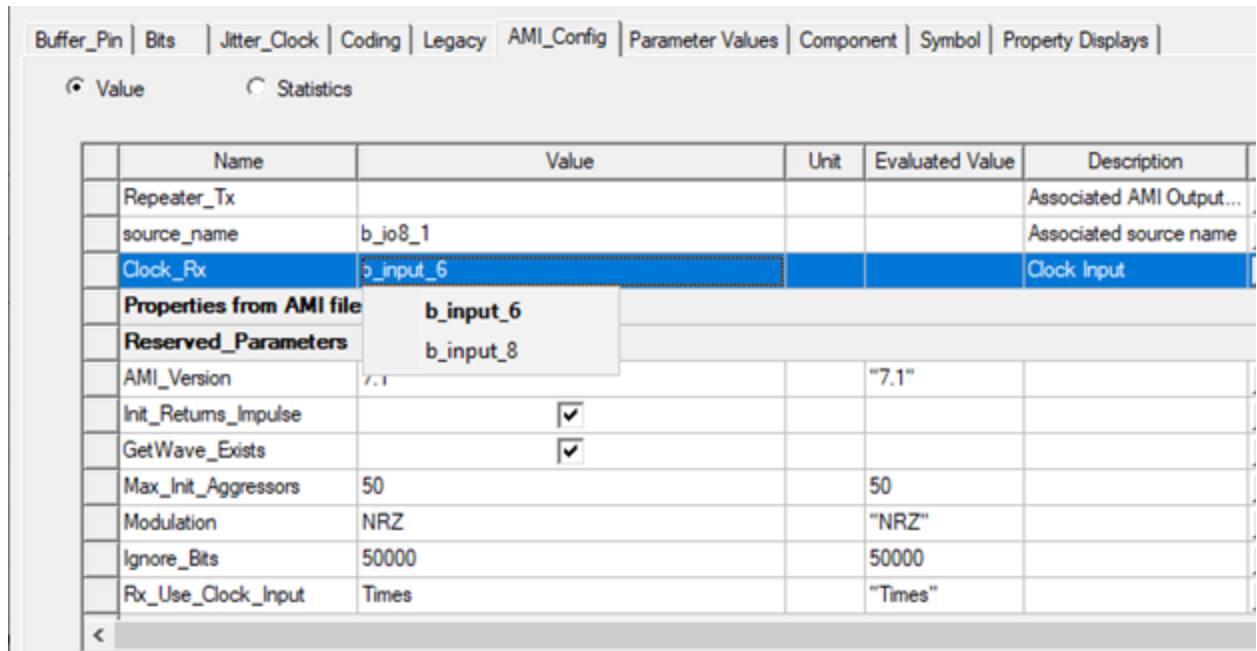 Buffer_Pin Bits Jitter_Clock Coding Legacy AMI_Config Parameter Values Component Symbol Property Displays
Value Statistics
Name Value Unit Evaluated Value Description
Repeater_Tx Associated AMI Output...
source_name b_io8_1 Associated source name
Clock_Rx b_input_6 Clock Input
Properties from AMI file b_input_6
Reserved_Parameters b_input_8
AMI_Version 7.1 "7.1"
Init_Returns_Impulse
GetWave_Exists
Max_Init_Aggressors 50 50
Modulation NRZ "NRZ"
Ignore_Bits 50000 50000
Rx_Use_Clock_Input Times "Times"